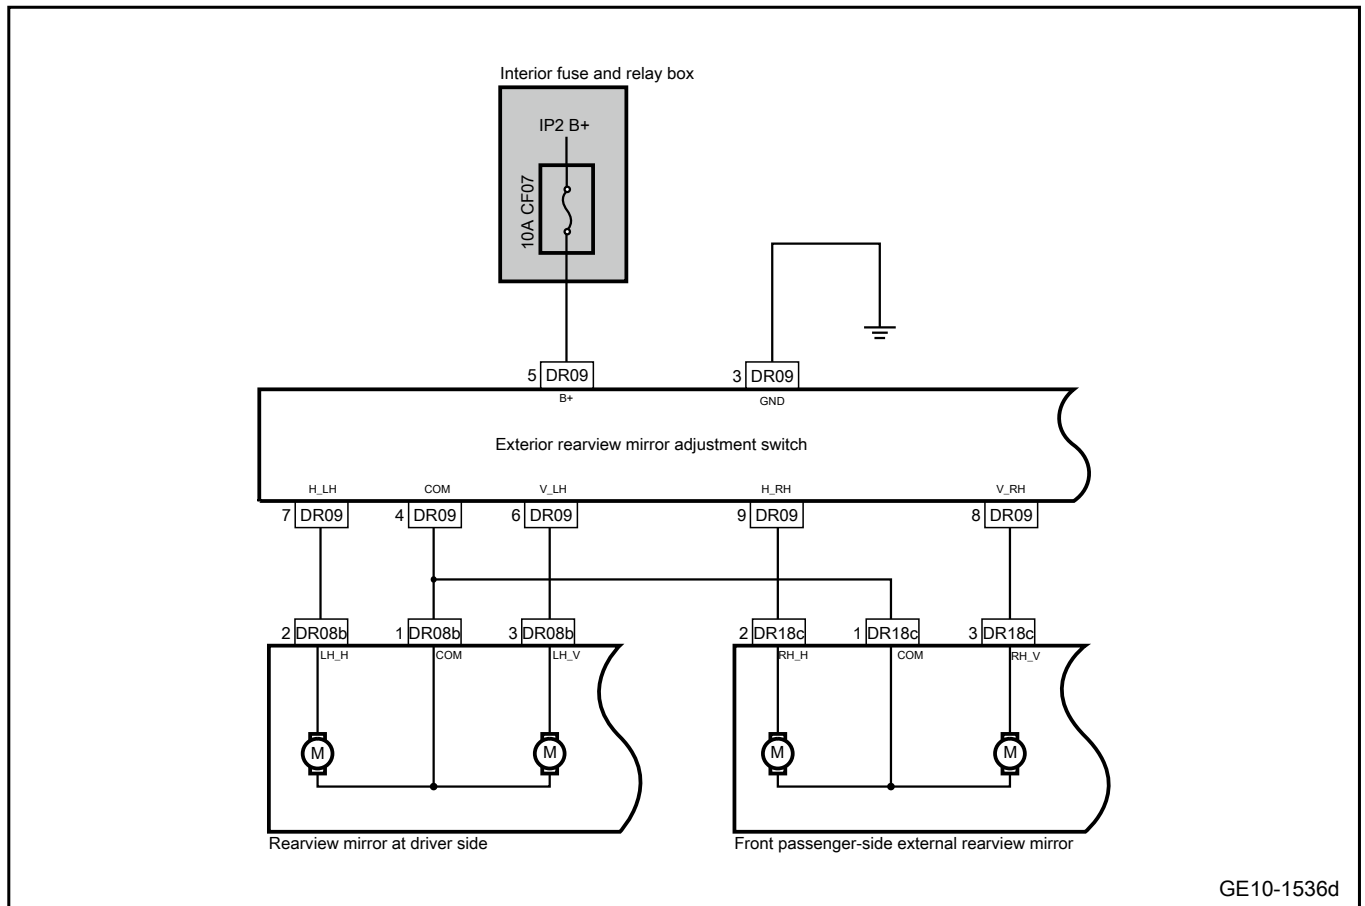 Interior fuse and relay box
IP2 B+
10A CF07
5 DR09
3 DR09
B+
GND
Exterior rearview mirror adjustment switch
H_LH
COM
V_LH
H_RH
V_RH
7 DR09
4 DR09
6 DR09
9 DR09
8 DR09
2 DR08b
1 DR08b
3 DR08b
2 DR18c
1 DR18c
3 DR18c
LH_H
COM
LH_V
RH_H
COM
RH_V
M
M
M
M
Rearview mirror at driver side
Front passenger-side external rearview mirror
GE10-1536d